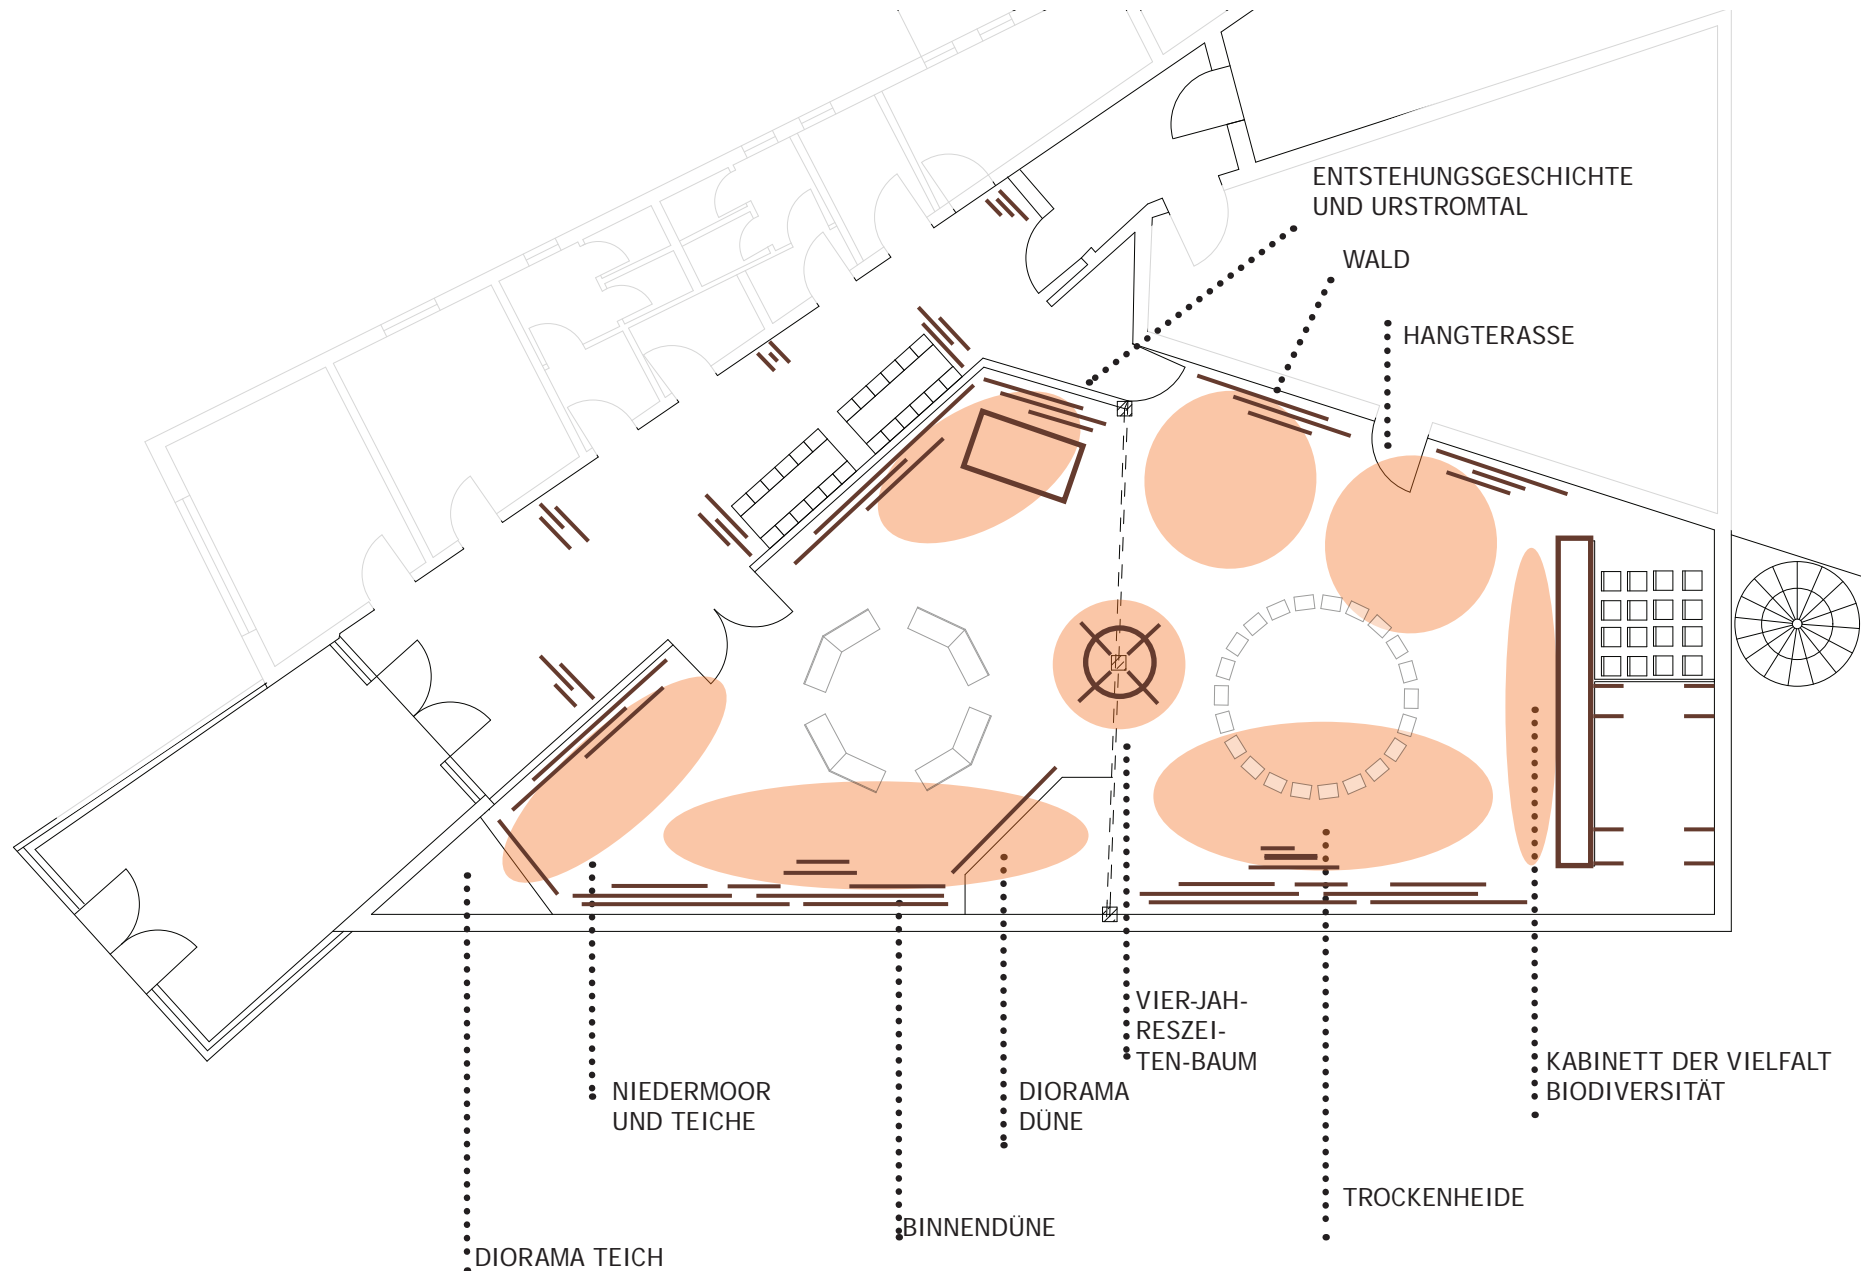 ENTSTEHUNGSGESCHICHTE
UND URSTROMTAL
WALD
HANGTERASSE
VIER-JAH-
RESZEI-
TEN-BAUM
KABINETT DER VIELFALT
BIODIVERSITÄT
NIEDERMOOR
UND TEICHE
DIORAMA
DÜNE
TROCKENHEIDE
BINNENDÜNE
DIORAMA TEICH